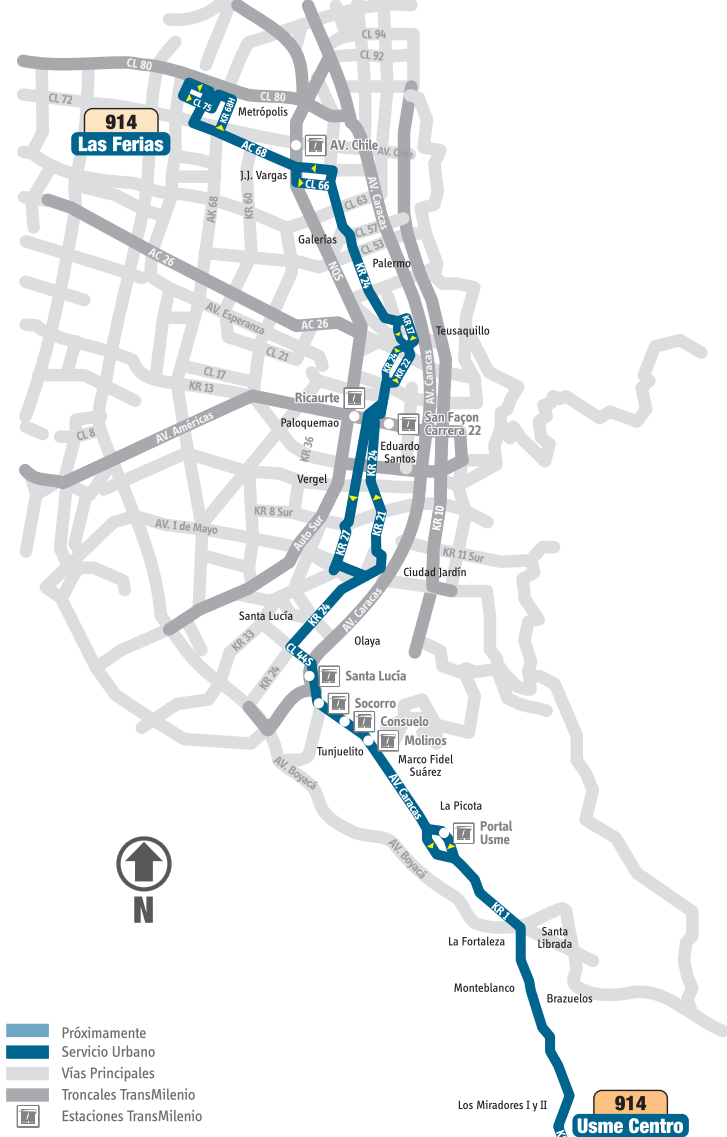 CL 94
CL 92
CL 80
CL 80
CL 72
CL 75
KR 68H
Metrópolis
914
Las Ferias
AC 68
AV. Chile
AV. Chile
J.J. Vargas
CL 66
AV. Caracas
AK 68
KR 60
CL 63
CL 57
CL 53
Galerías
NQS
Palermo
KR 24
AC 26
AV. Esperanza
AC 26
KR 17
Teusaquillo
CL 21
KR 24
KR 22
AV. Caracas
CL 17
KR 13
Ricaurte
San Façon
Carrera 22
Paloquemao
AV. Américas
CL 8
KR 36
Eduardo
Santos
KR 24
Vergel
KR 8 Sur
KR 10
AV. 1 de Mayo
Auto Sur
KR 27
KR 21
KR 11 Sur
Ciudad Jardín
Santa Lucía
KR 24
AV. Caracas
KR 33
Olaya
CL 44S
KR 24
Santa Lucía
Socorro
Consuelo
Molinos
Tunjuelito
Marco Fidel
Suárez
AV. Boyacá
AV. Caracas
La Picota
Portal
Usme
AV. Boyacá
N
KR 1
La Fortaleza
Santa
Librada
Monteblanco
Brazuelos
Próximamente
Servicio Urbano
Vías Principales
Troncales TransMilenio
Estaciones TransMilenio
Los Miradores I y II
914
Usme Centro